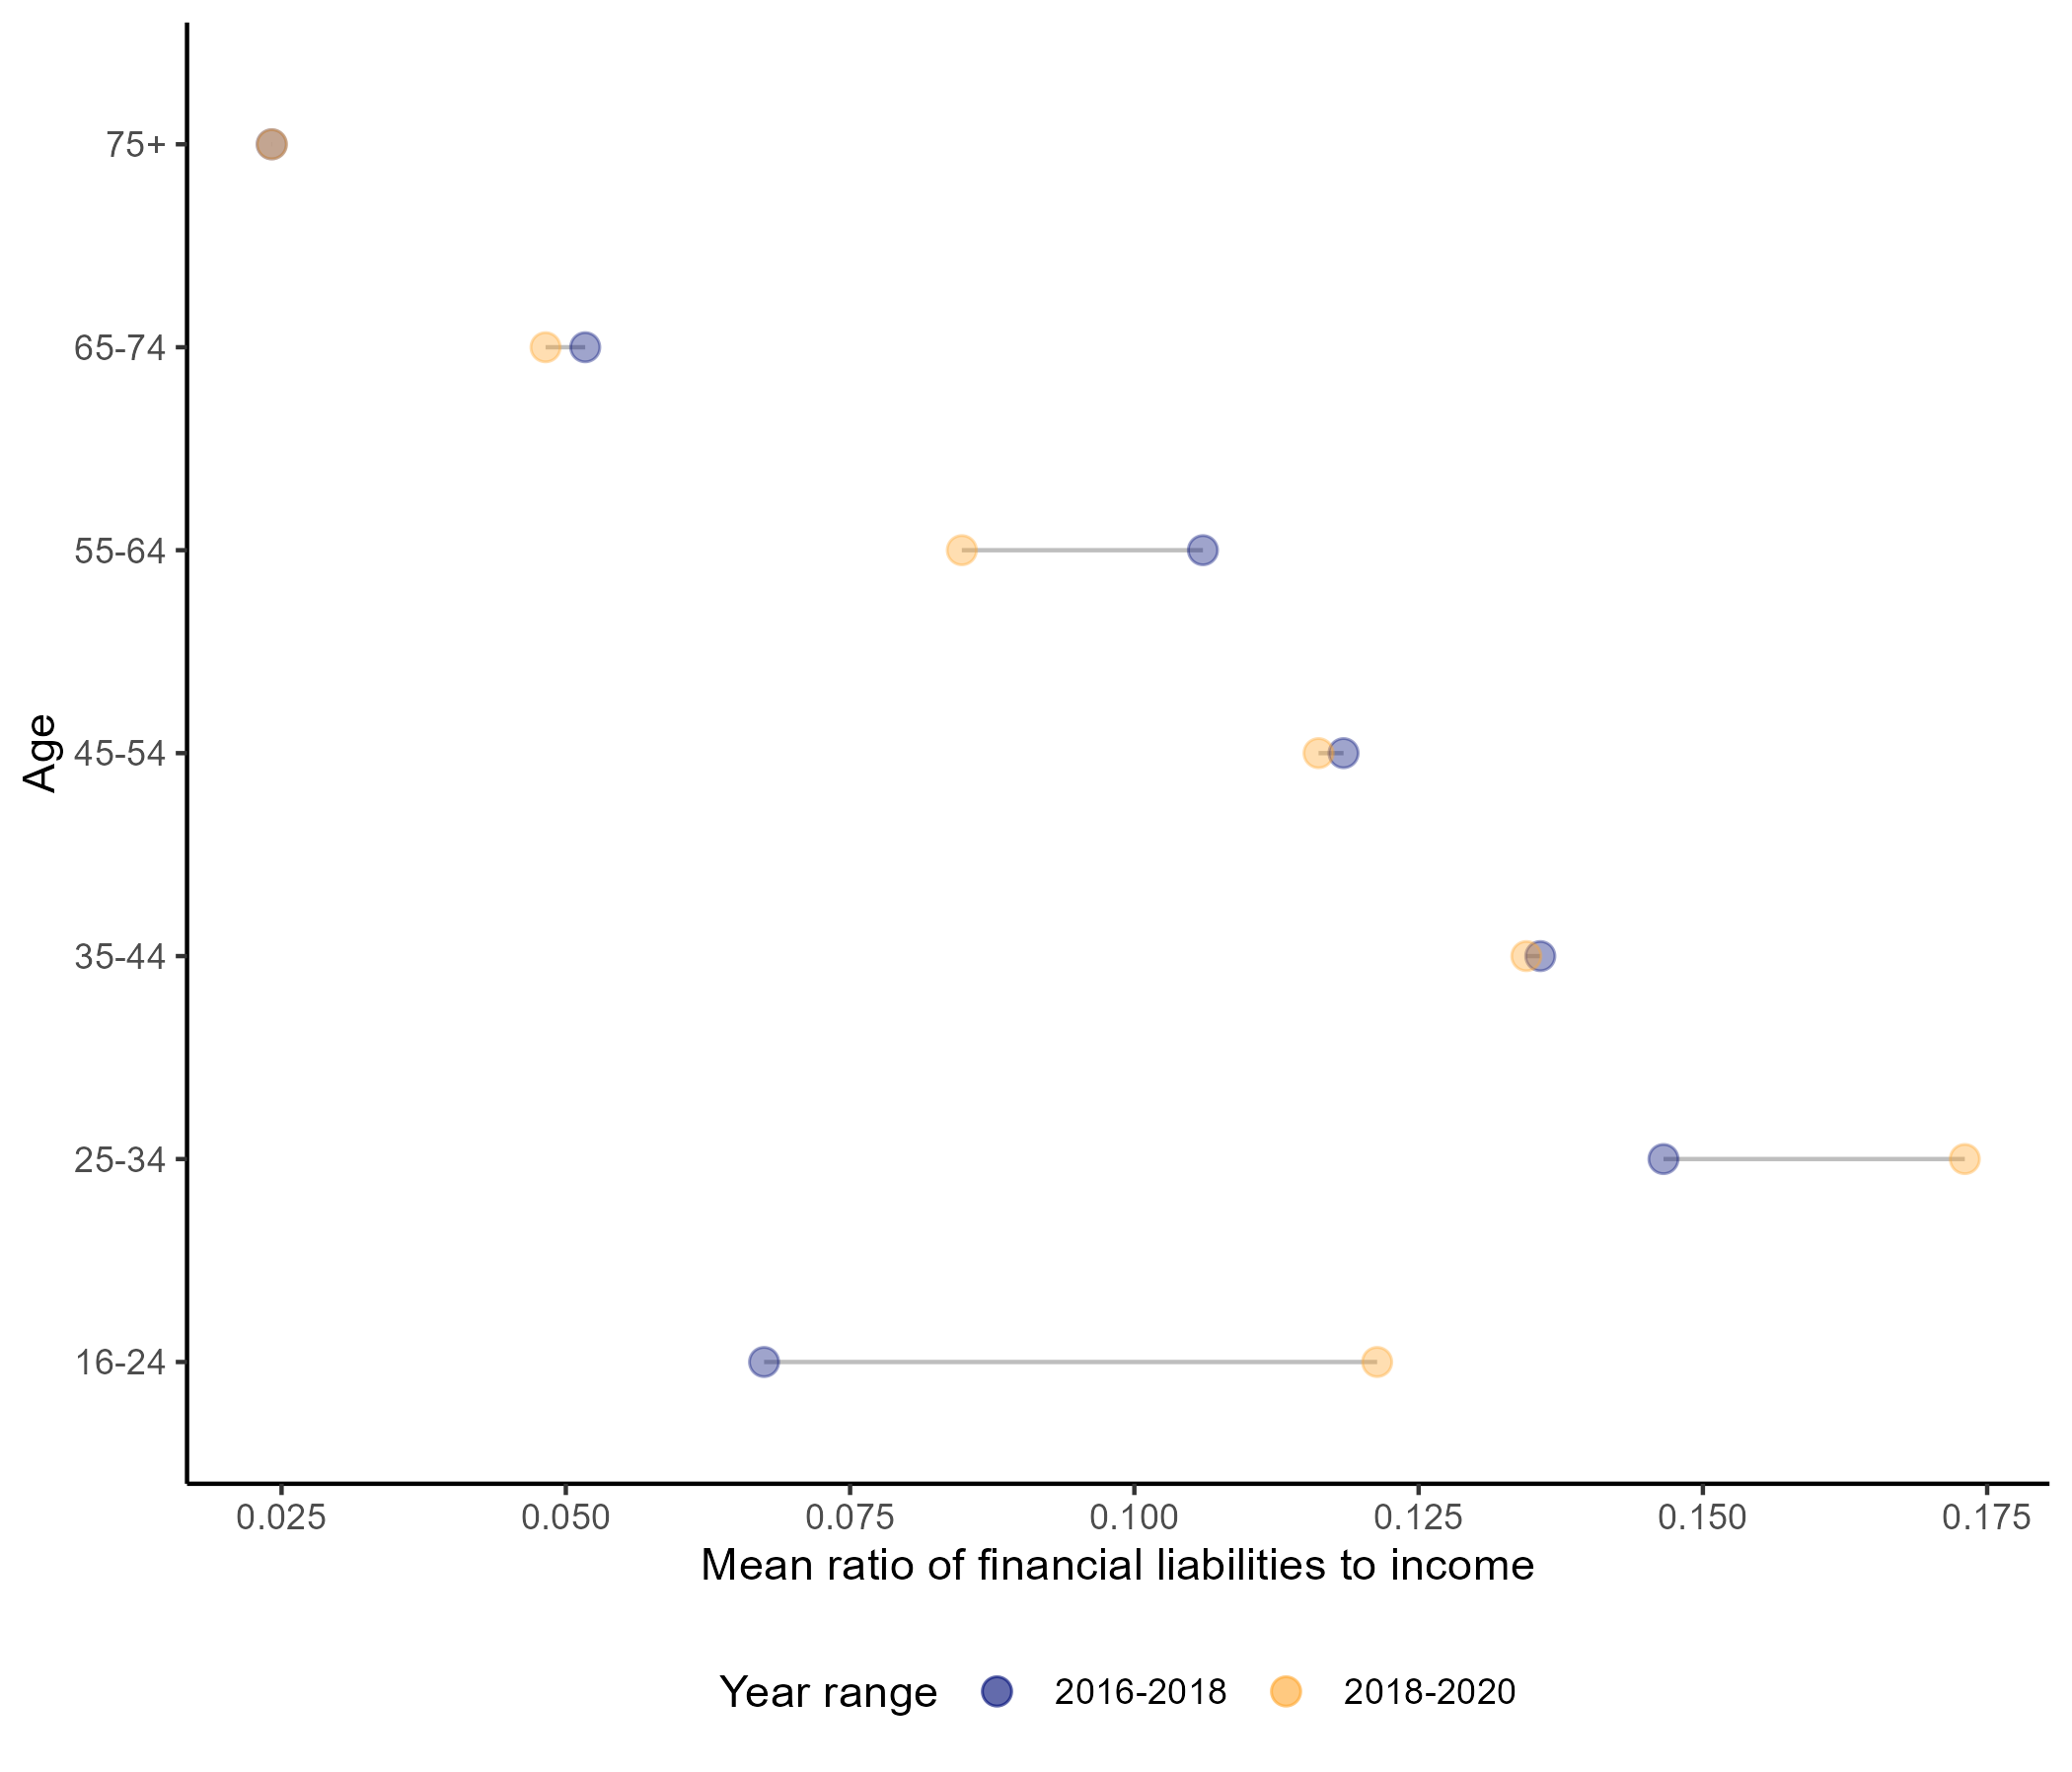 75+
65-74
55-64
45-54
35-44
25-34
16-24
Age
0.025 0.050 0.075 0.100 0.125 0.150 0.175
Mean ratio of financial liabilities to income
Year range 2016-2018 2018-2020